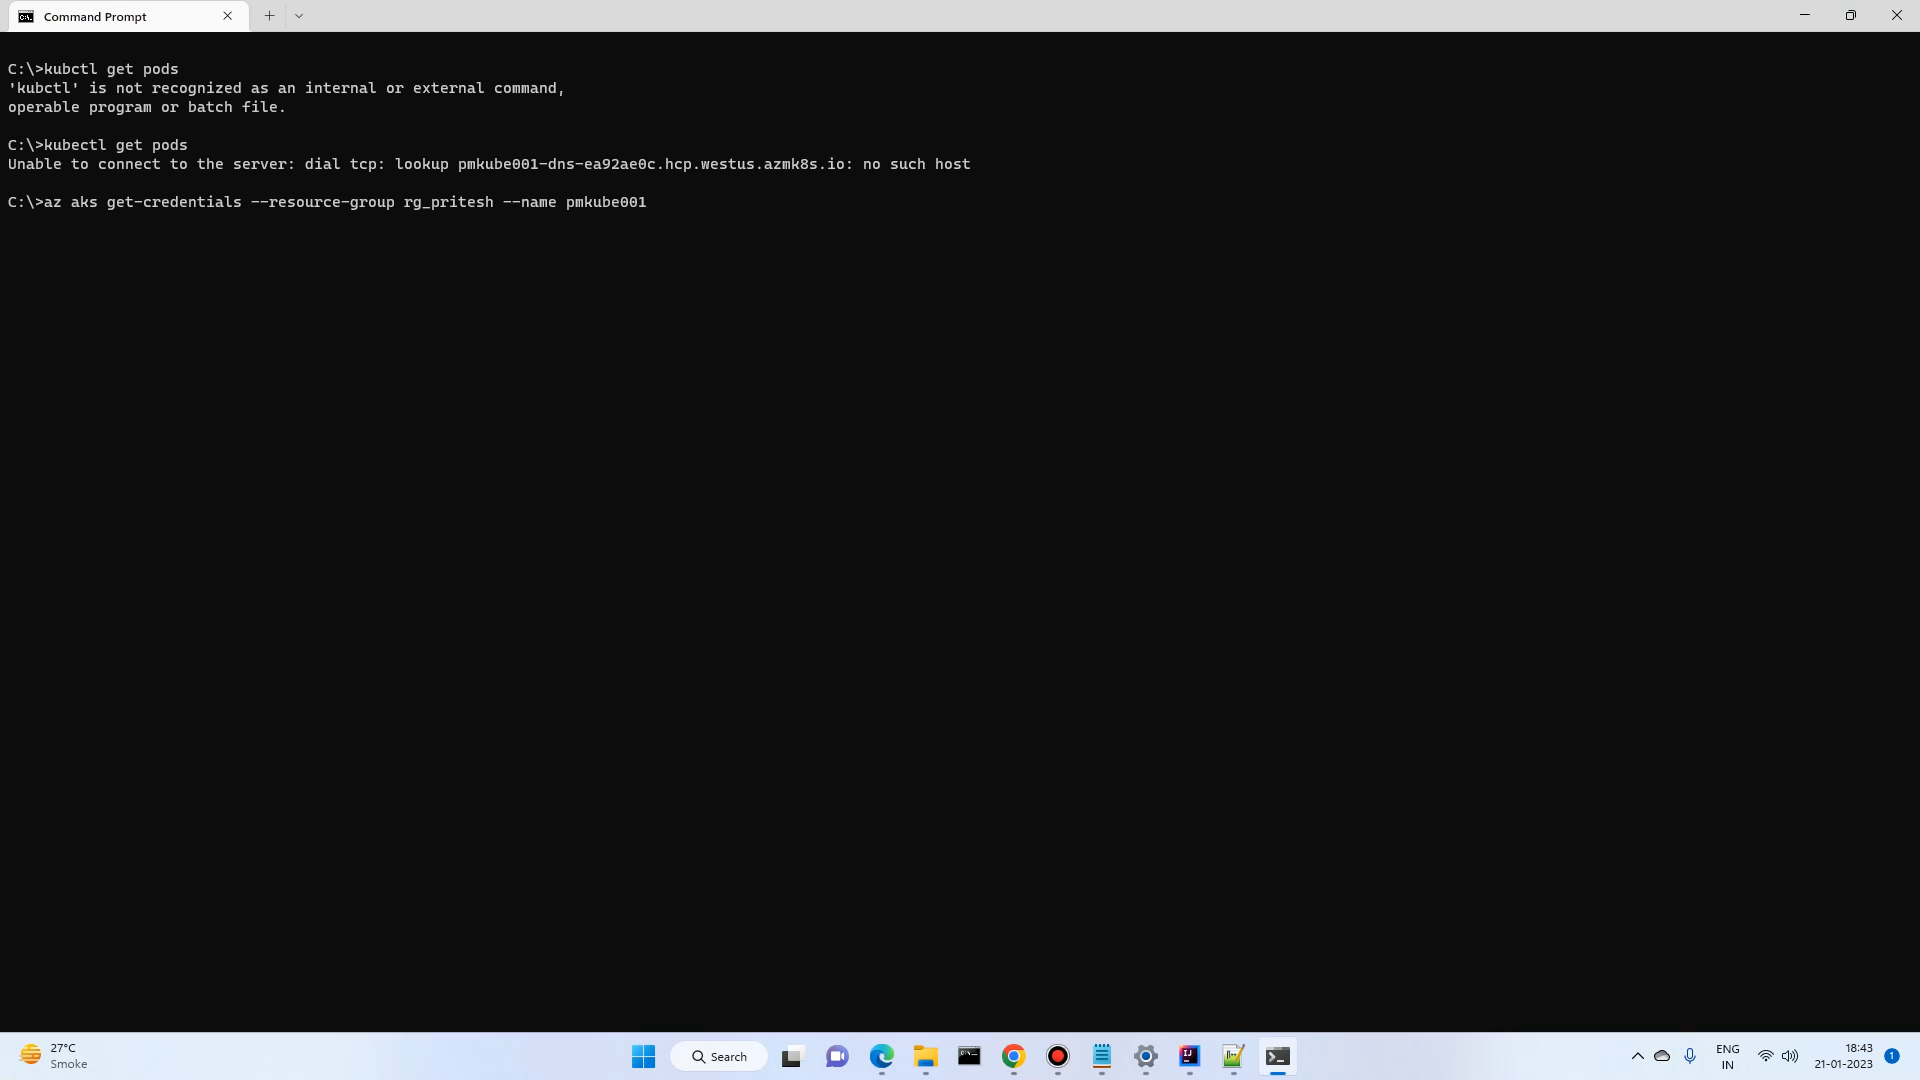 Command Prompt
C:\>kubctl get pods
'kubctl' is not recognized as an internal or external command,
operable program or batch file.
C:\>kubectl get pods
Unable to connect to the server: dial tcp: lookup pmkube001-dns-ea92ae0c.hcp.westus.azmk8s.io: no such host
C:\>az aks get-credentials --resource-group rg_pritesh --name pmkube001
27°C
Smoke
Search
ENG
IN
18:43
21-01-2023
1